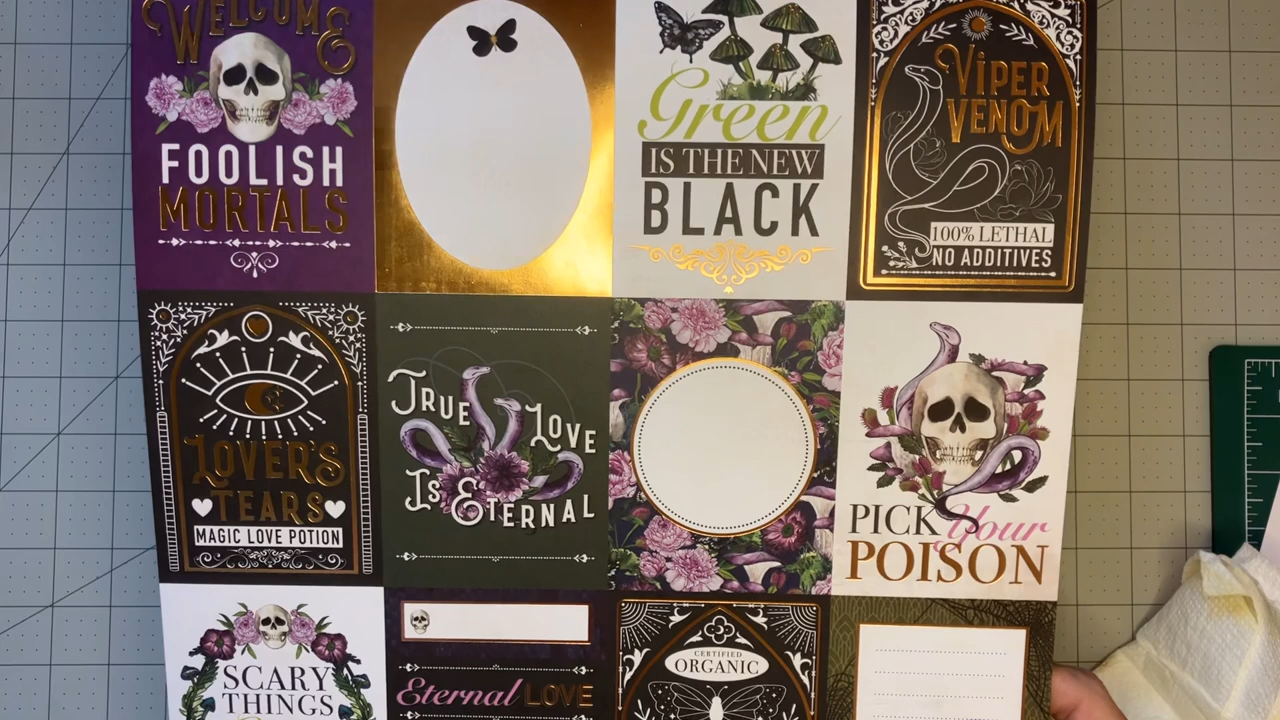 WELCOME
FOOLISH
MORTALS
Green
IS THE NEW
BLACK
VIPER
VENOM
100% LETHAL
NO ADDITIVES
LOVER'S
TEARS
MAGIC LOVE POTION
TRUE LOVE
IS ETERNAL
PICK Your
POISON
SCARY
THINGS
Eternal LOVE
CERTIFIED
ORGANIC